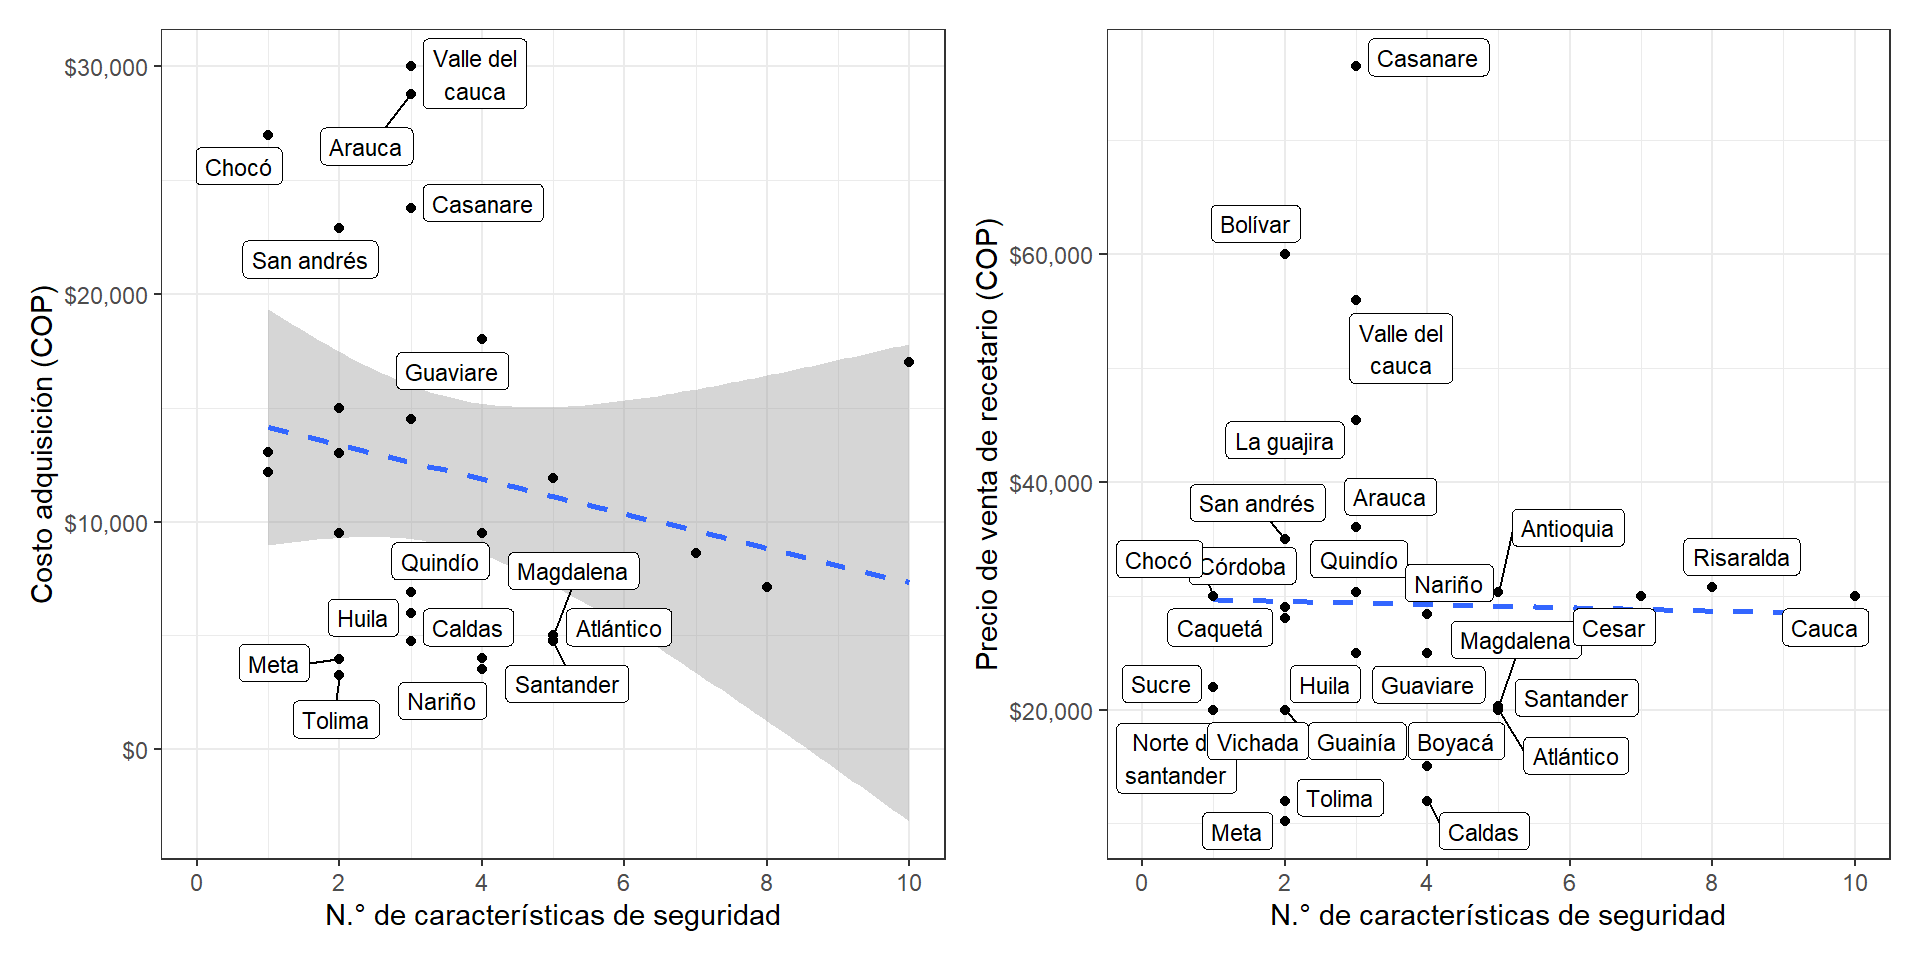 Costo adquisición (COP)
$30,000
$20,000
$10,000
$0
Valle del
cauca
Arauca
Chocó
Casanare
San andrés
Guaviare
Quindío
Magdalena
Huila
Caldas
Atlántico
Meta
Santander
Nariño
Tolima
0
2
4
6
8
10
N.° de características de seguridad
Precio de venta de recetario (COP)
$60,000
$40,000
$20,000
Casanare
Bolívar
Valle del
cauca
La guajira
Arauca
San andrés
Antioquia
Chocó
Córdoba
Quindío
Nariño
Risaralda
Caquetá
Magdalena
Cesar
Cauca
Sucre
Huila
Guaviare
Santander
Norte d
santander
Vichada
Guainía
Boyacá
Atlántico
Tolima
Meta
Caldas
0
2
4
6
8
10
N.° de características de seguridad